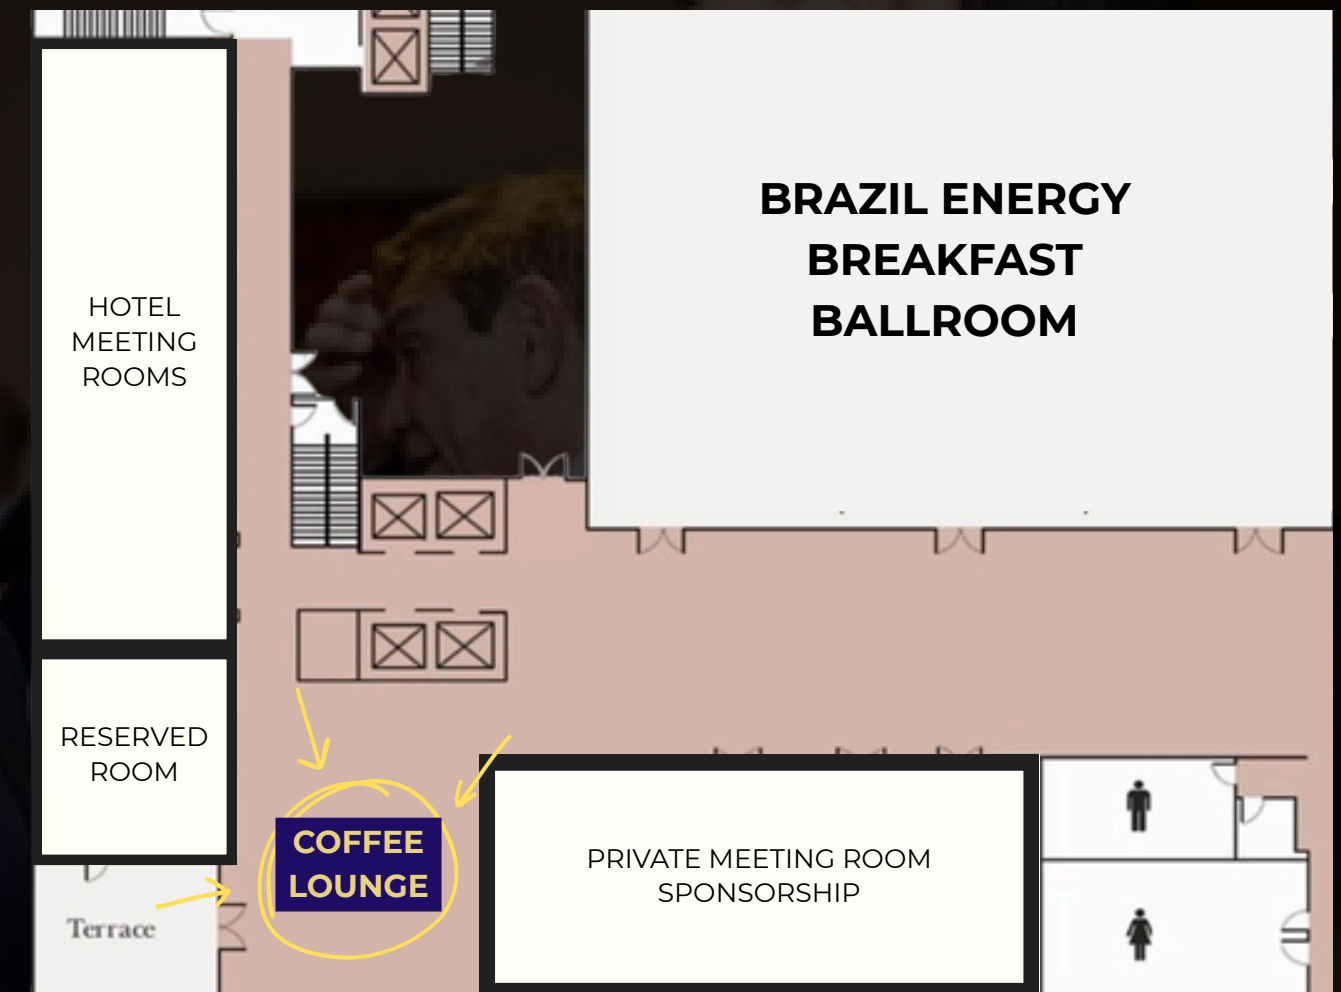 BRAZIL ENERGY
BREAKFAST
BALLROOM
HOTEL
MEETING
ROOMS
RESERVED
ROOM
COFFEE
LOUNGE
PRIVATE MEETING ROOM
SPONSORSHIP
Terrace